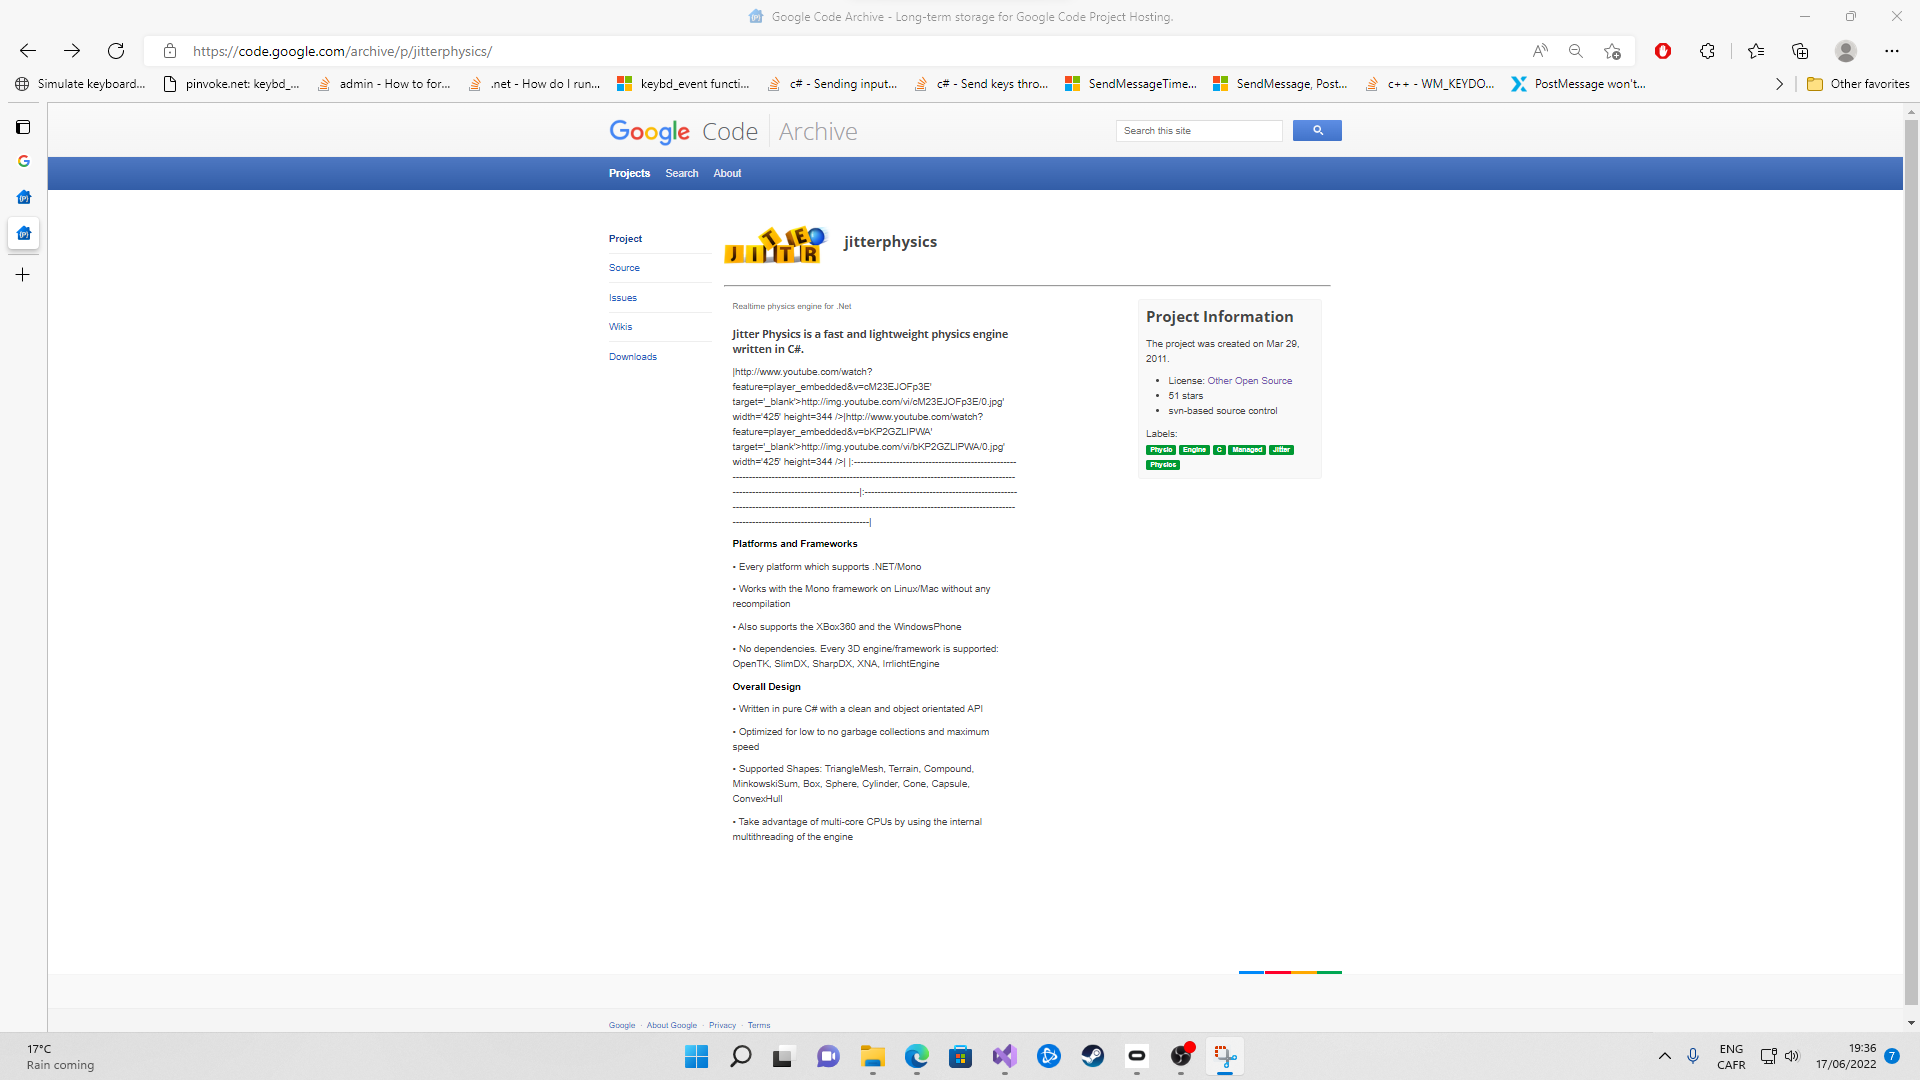 Google Code Archive - Long-term storage for Google Code Project Hosting.
https://code.google.com/archive/p/jitterphysics/
Simulate keyboard...
pinvoke.net: keybd_...
admin - How to for...
.net - How do I run...
keybd_event functi...
c# - Sending input...
c# - Send keys thro...
SendMessageTime...
SendMessage, Post...
c++ - WM_KEYDO...
PostMessage won't...
Other favorites
Google Code Archive
Search this site
Projects Search About
Project
Source
Issues
Wikis
Downloads
JITTER
jitterphysics
Realtime physics engine for .Net
Jitter Physics is a fast and lightweight physics engine
written in C#.
|http://www.youtube.com/watch?
feature=player_embedded&v=cM23EJOFp3E'
target='_blank'>http://img.youtube.com/vi/cM23EJOFp3E/0.jpg'
width='425' height=344 />|http://www.youtube.com/watch?
feature=player_embedded&v=bKP2GZLIPWA'
target='_blank'>http://img.youtube.com/vi/bKP2GZLIPWA/0.jpg'
width='425' height=344 />| |:--------------------------------------------------
----------------------------------------------------------------------------------------
---------------------------------------|:-----------------------------------------------
----------------------------------------------------------------------------------------
------------------------------------------|
Platforms and Frameworks
• Every platform which supports .NET/Mono
• Works with the Mono framework on Linux/Mac without any
recompilation
• Also supports the XBox360 and the WindowsPhone
• No dependencies. Every 3D engine/framework is supported:
OpenTK, SlimDX, SharpDX, XNA, IrrlichtEngine
Overall Design
• Written in pure C# with a clean and object orientated API
• Optimized for low to no garbage collections and maximum
speed
• Supported Shapes: TriangleMesh, Terrain, Compound,
MinkowskiSum, Box, Sphere, Cylinder, Cone, Capsule,
ConvexHull
• Take advantage of multi-core CPUs by using the internal
multithreading of the engine
Project Information
The project was created on Mar 29,
2011.
• License: Other Open Source
• 51 stars
• svn-based source control
Labels:
Physic Engine C Managed Jitter
Physics
Google · About Google · Privacy · Terms
17°C
Rain coming
ENG
CAFR
19:36
17/06/2022
7